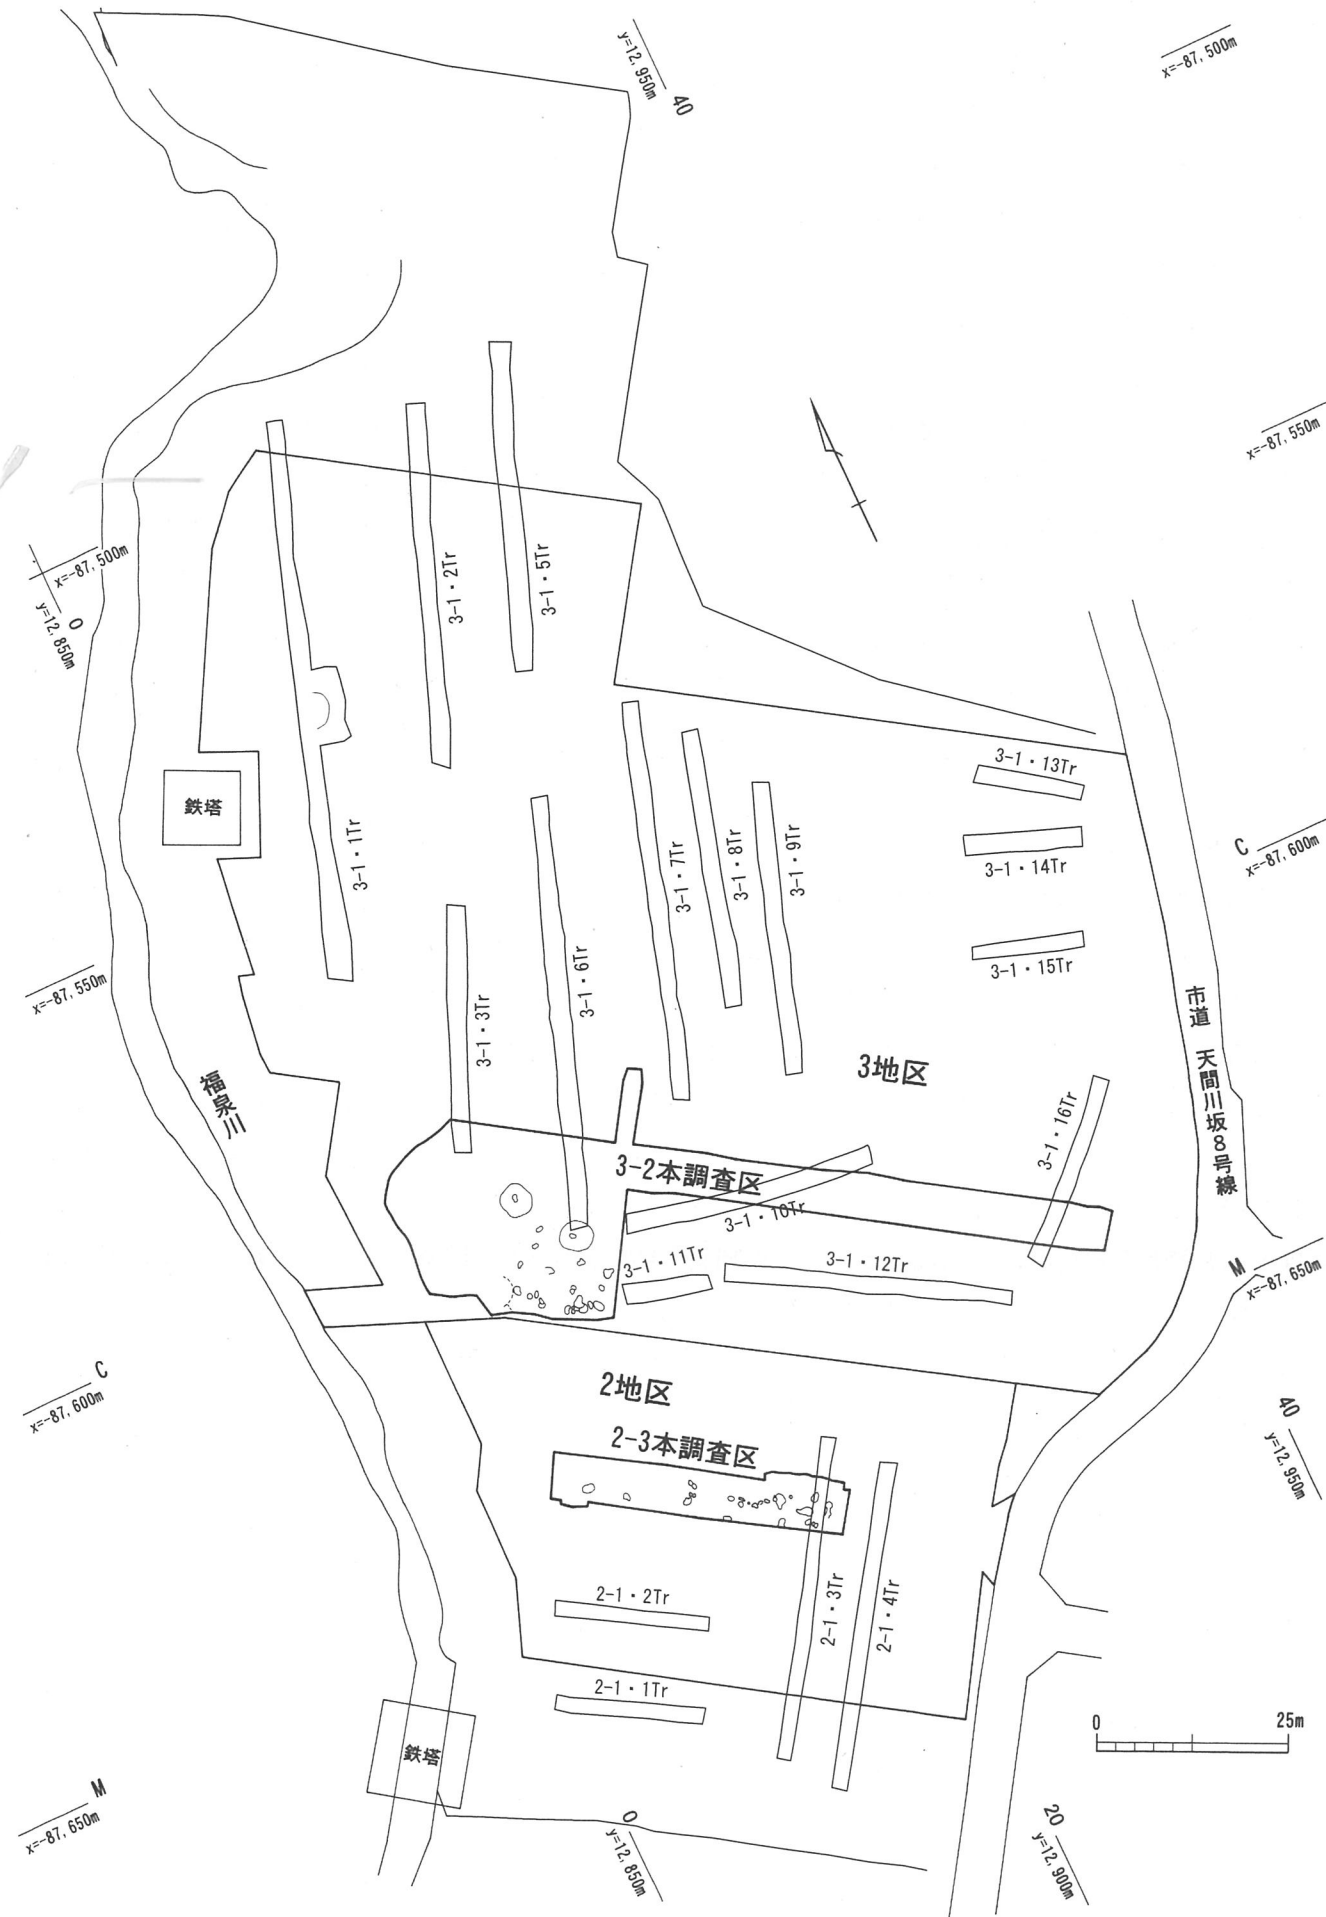 y=12,950m
40
x=-87,500m
x=-87,550m
3-1・2Tr
3-1・5Tr
x=-87,500m
y=12,850m
0
3-1・13Tr
鉄塔
3-1・1Tr
3-1・7Tr
3-1・8Tr
3-1・9Tr
3-1・14Tr
C
x=-87,600m
3-1・6Tr
3-1・3Tr
3-1・15Tr
x=-87,550m
市道 天間川坂8号線
3地区
福泉川
3-1・16Tr
3-2本調査区
3-1・10Tr
3-1・11Tr
3-1・12Tr
M
x=-87,650m
C
x=-87,600m
2地区
40
y=12,950m
2-3本調査区
2-1・2Tr
2-1・3Tr
2-1・4Tr
2-1・1Tr
鉄塔
0 25m
M
x=-87,650m
0
y=12,850m
20
y=12,900m